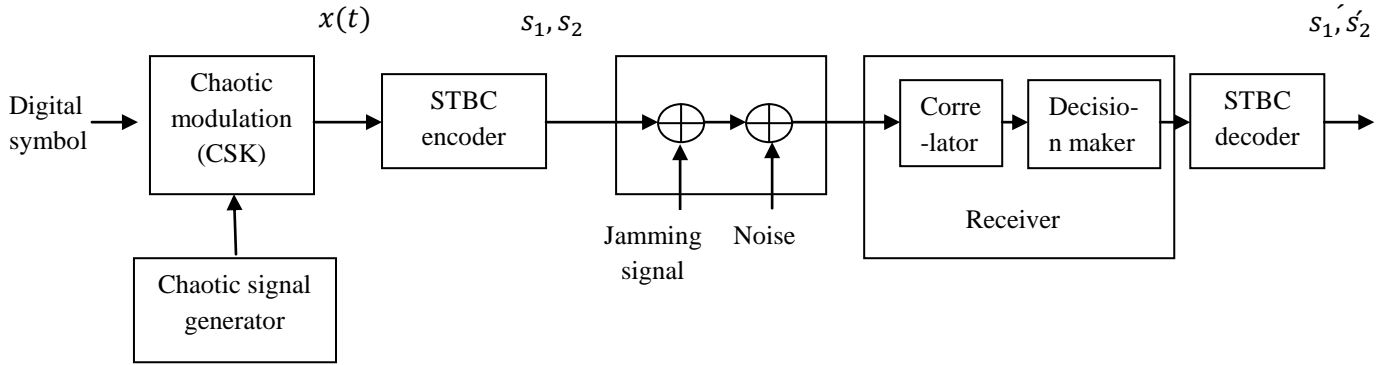 x(t)
s₁, s₂
s₁′, s₂′
Digital
symbol
Chaotic
modulation
(CSK)
STBC
encoder
Corre
-lator
Decisio-
n maker
STBC
decoder
Jamming
signal
Noise
Receiver
Chaotic signal
generator